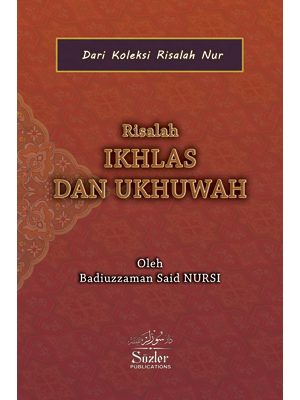 Dari Koleksi Risalah Nur
Risalah
IKHLAS
DAN UKHUWAH
Oleh
Badiuzzaman Said NURSI
Sözler
PUBLICATIONS